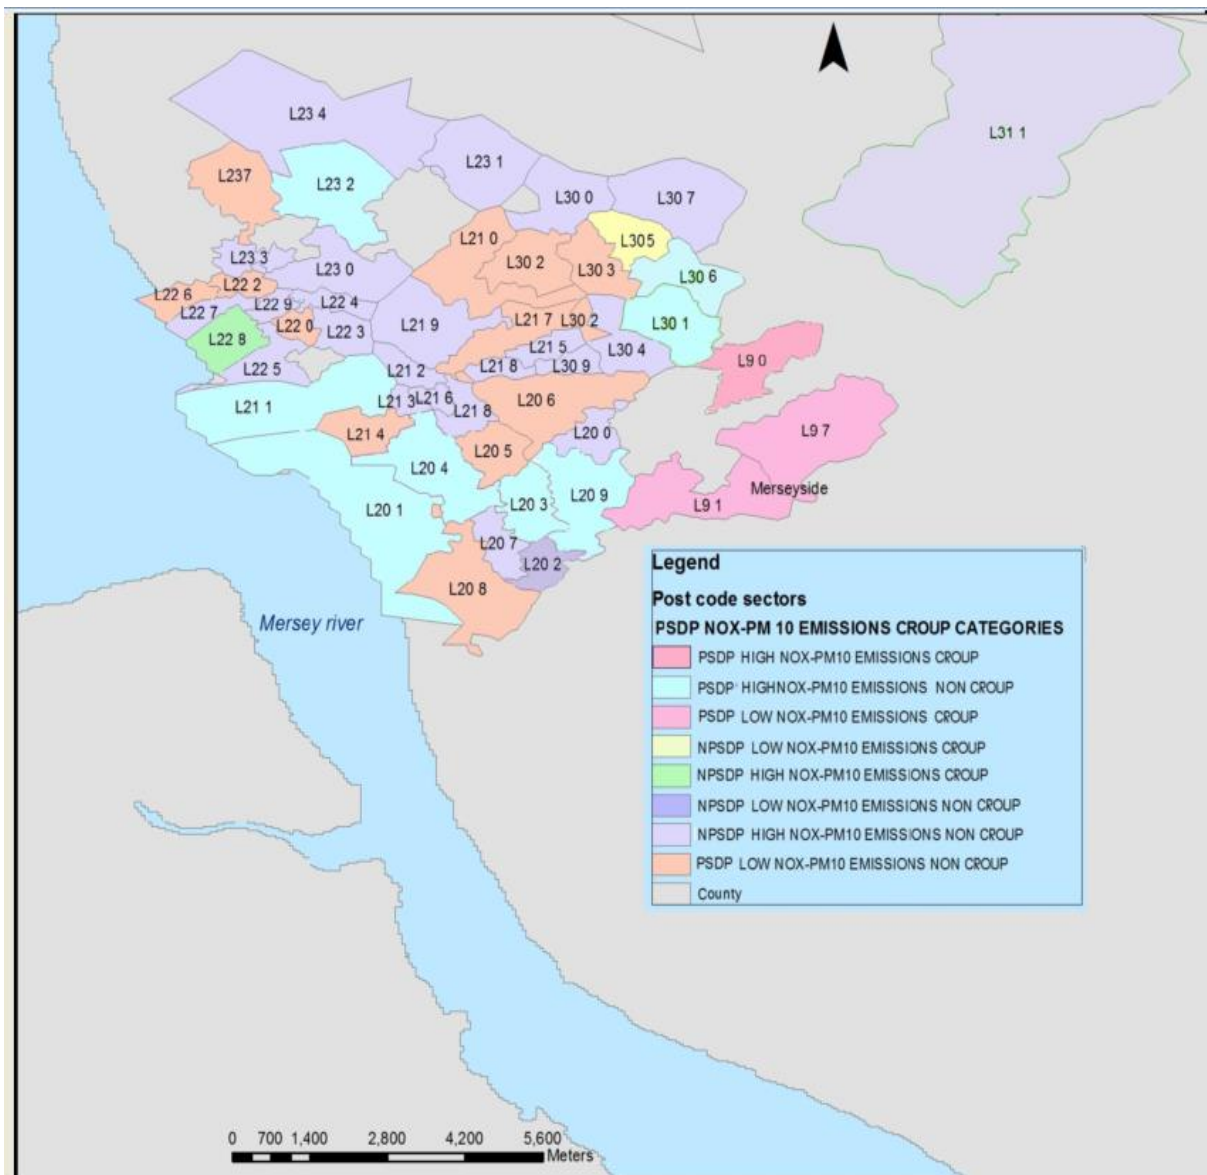 L23 4
L31 1
L23 1
L237
L23 2
L30 0
L30 7
L21 0
L305
L23 3
L23 0
L30 2
L30 3
L30 6
L22 2
L22 6
L22 9
L22 4
L22 7
L22 0
L22 3
L21 9
L21 7
L30 2
L30 1
L22 8
L21 5
L30 4
L9 0
L22 5
L21 2
L21 8
L30 9
L21 1
L21 3
L21 6
L21 8
L20 6
L21 4
L20 0
L9 7
L20 5
L20 4
Merseyside
L20 3
L20 9
L9 1
L20 1
L20 7
L20 2
L20 8
Mersey river
Legend
Post code sectors
PSDP NOX-PM 10 EMISSIONS CROUP CATEGORIES
PSDP HIGH NOX-PM10 EMISSIONS CROUP
PSDP HIGHNOX-PM10 EMISSIONS NON CROUP
PSDP LOW NOX-PM10 EMISSIONS CROUP
NPSDP LOW NOX-PM10 EMISSIONS CROUP
NPSDP HIGH NOX-PM10 EMISSIONS CROUP
NPSDP LOW NOX-PM10 EMISSIONS NON CROUP
NPSDP HIGH NOX-PM10 EMISSIONS NON CROUP
PSDP LOW NOX-PM10 EMISSIONS NON CROUP
County
0 700 1,400 2,800 4,200 5,600
Meters